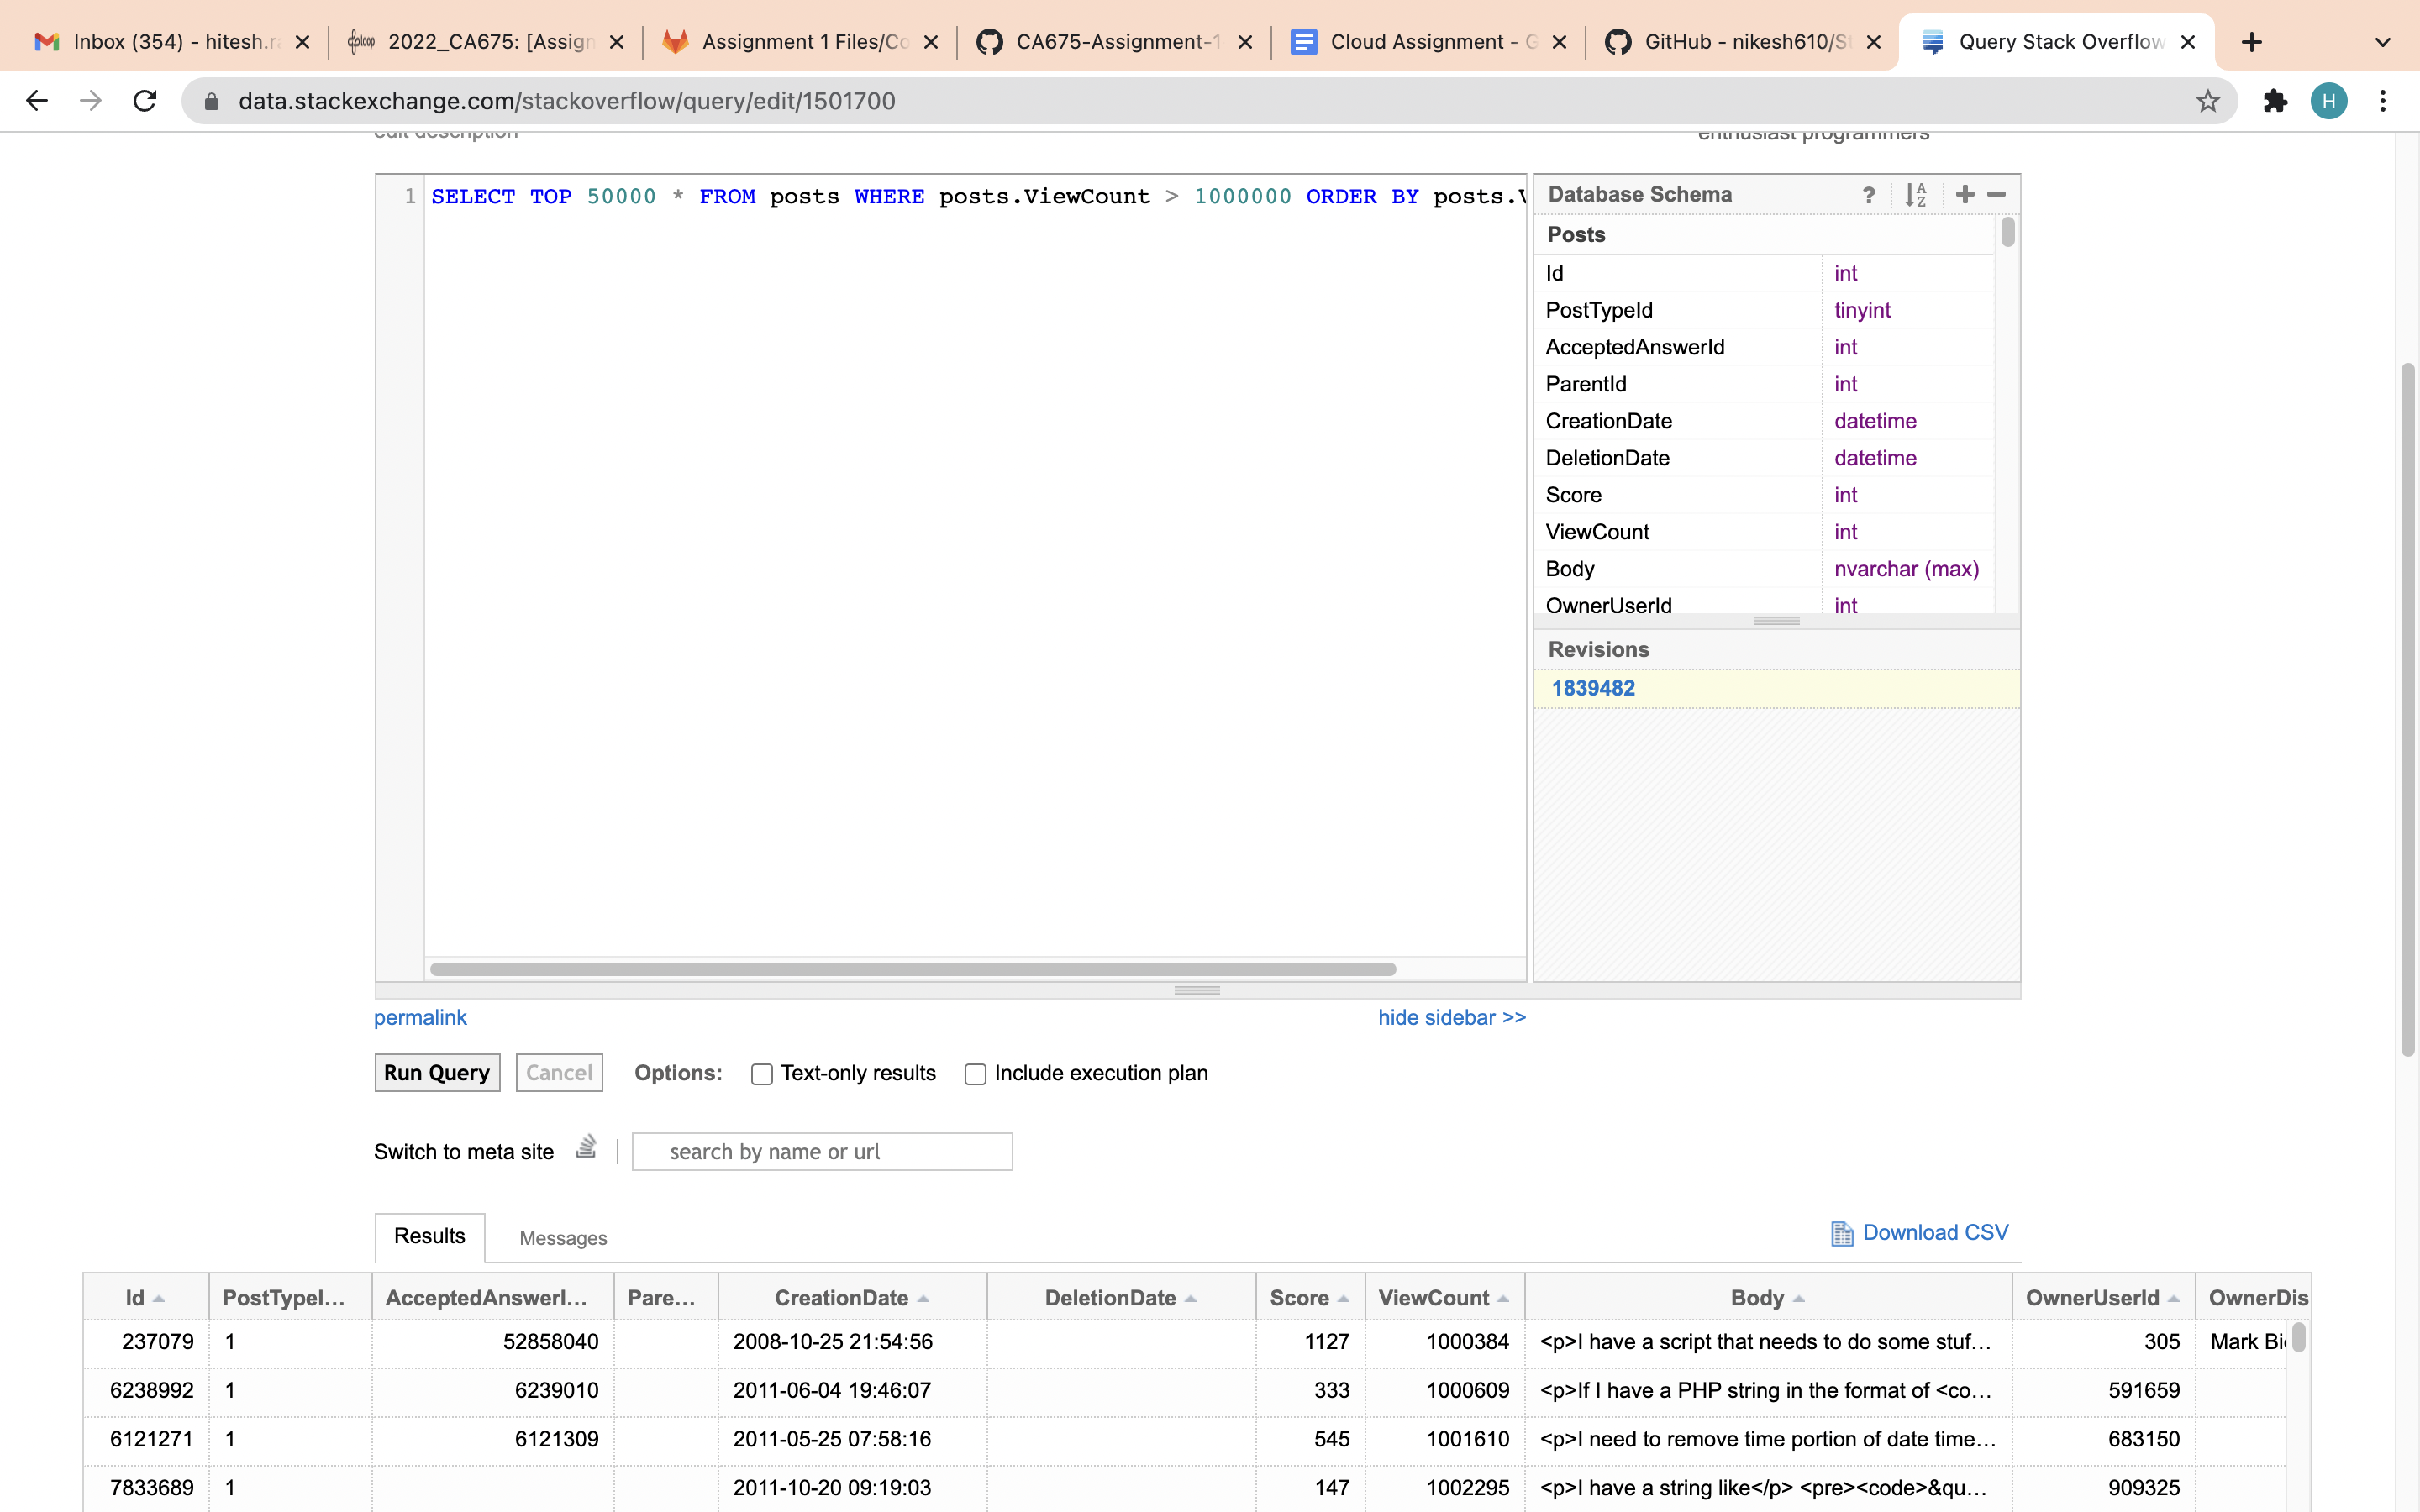 Inbox (354) - hitesh.ra
loop 2022_CA675: [Assign
Assignment 1 Files/Co
CA675-Assignment-1
Cloud Assignment - G
GitHub - nikesh610/St
Query Stack Overflow
data.stackexchange.com/stackoverflow/query/edit/1501700
H
edit description
enthusiast programmers
1 SELECT TOP 50000 * FROM posts WHERE posts.ViewCount > 1000000 ORDER BY posts.V
Database Schema ? A Z
Posts
Id int
PostTypeId tinyint
AcceptedAnswerId int
ParentId int
CreationDate datetime
DeletionDate datetime
Score int
ViewCount int
Body nvarchar (max)
OwnerUserId int
Revisions
1839482
permalink
hide sidebar >>
Run Query Cancel Options: Text-only results Include execution plan
Switch to meta site | search by name or url
Results Messages Download CSV
Id PostTypeI... AcceptedAnswerI... Pare... CreationDate DeletionDate Score ViewCount Body OwnerUserId OwnerDis
237079 1 52858040 2008-10-25 21:54:56 1127 1000384 <p>I have a script that needs to do some stuf... 305 Mark Bi
6238992 1 6239010 2011-06-04 19:46:07 333 1000609 <p>If I have a PHP string in the format of <co... 591659
6121271 1 6121309 2011-05-25 07:58:16 545 1001610 <p>I need to remove time portion of date time... 683150
7833689 1 2011-10-20 09:19:03 147 1002295 <p>I have a string like</p> <pre><code>&qu... 909325